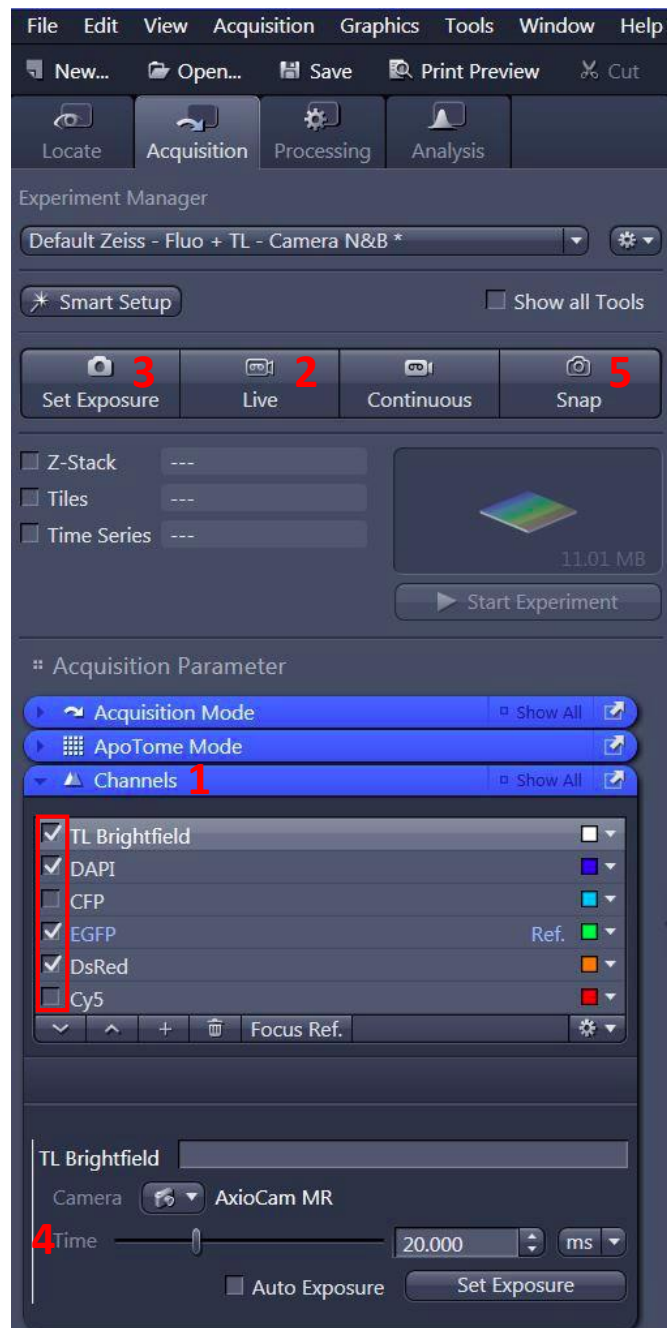 File Edit View Acquisition Graphics Tools Window Help
New... Open... Save Print Preview Cut
Locate Acquisition Processing Analysis
Experiment Manager
Default Zeiss - Fluo + TL - Camera N&B *
Smart Setup Show all Tools
3 2 5
Set Exposure Live Continuous Snap
Z-Stack ---
Tiles ---
Time Series ---
11.01 MB
Start Experiment
Acquisition Parameter
Acquisition Mode Show All
ApoTome Mode
Channels 1 Show All
TL Brightfield
DAPI
CFP
EGFP Ref.
DsRed
Cy5
+ Focus Ref.
TL Brightfield
Camera AxioCam MR
4 Time 20.000 ms
Auto Exposure Set Exposure